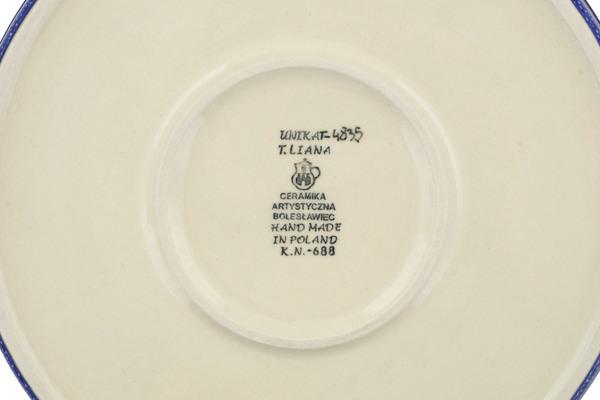 UNIKAT-4835
T.LIANA
CERAMIKA
ARTYSTYCZNA
BOLESŁAWIEC
HAND MADE
IN POLAND
K.N.-688